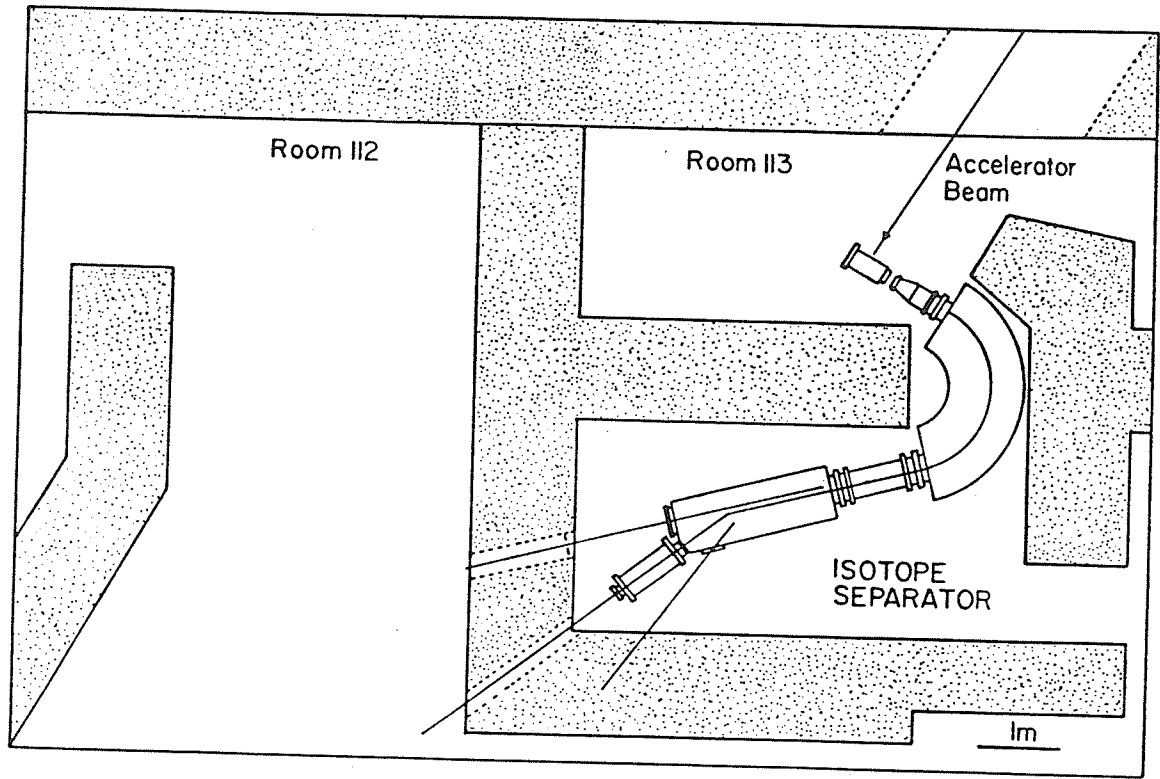 Room 112
Room 113
Accelerator
Beam
ISOTOPE
SEPARATOR
1m